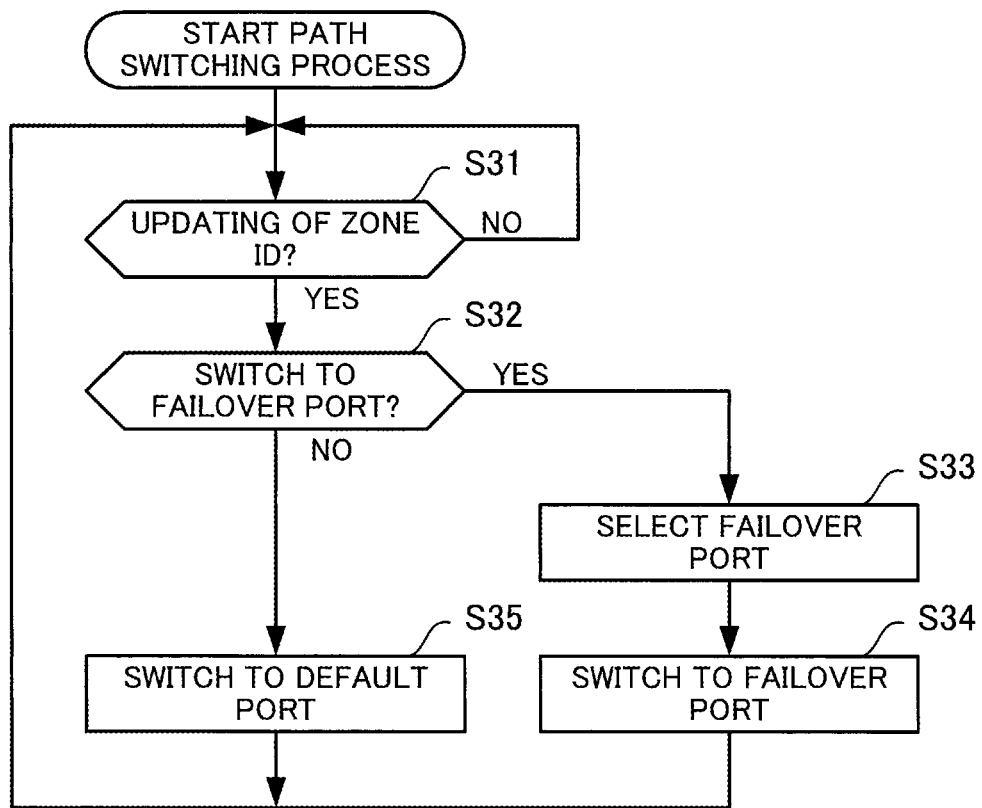 START PATH
SWITCHING PROCESS
S31
UPDATING OF ZONE
ID?
NO
YES
S32
SWITCH TO
FAILOVER PORT?
YES
NO
S33
SELECT FAILOVER
PORT
S35
SWITCH TO DEFAULT
PORT
S34
SWITCH TO FAILOVER
PORT